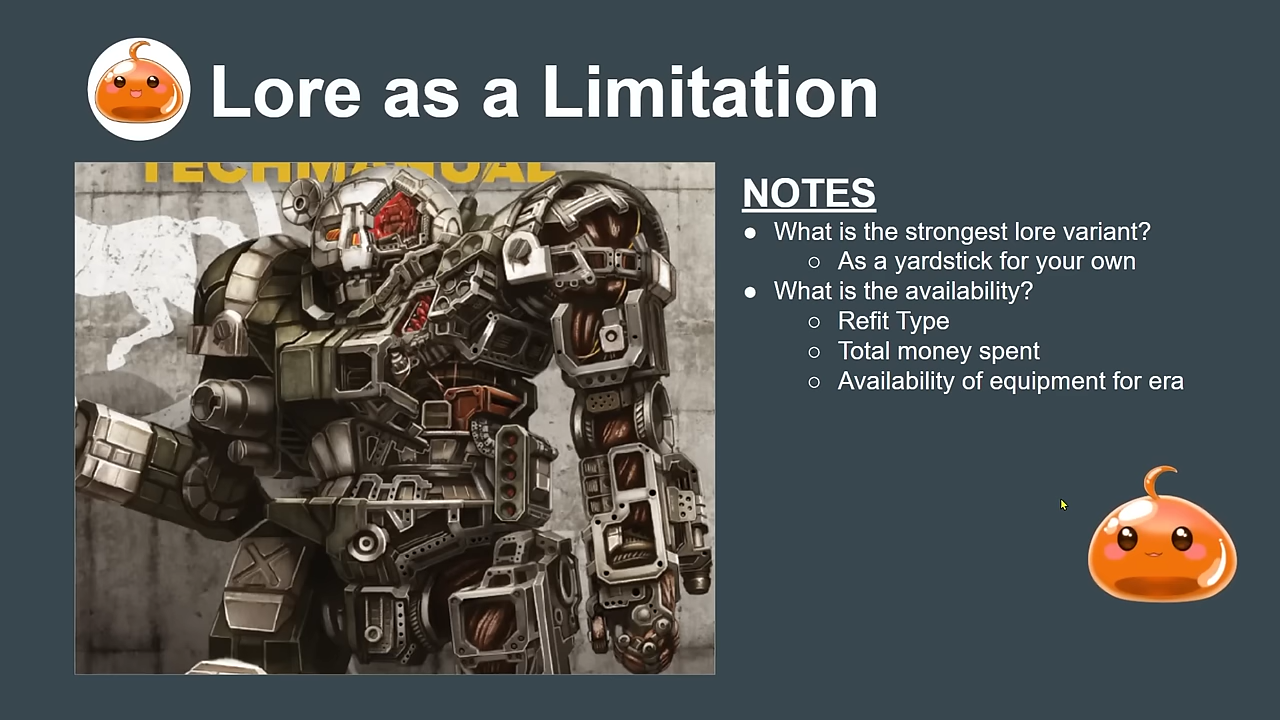 Lore as a Limitation
TECHMANUAL
NOTES
● What is the strongest lore variant?
○ As a yardstick for your own
● What is the availability?
○ Refit Type
○ Total money spent
○ Availability of equipment for era